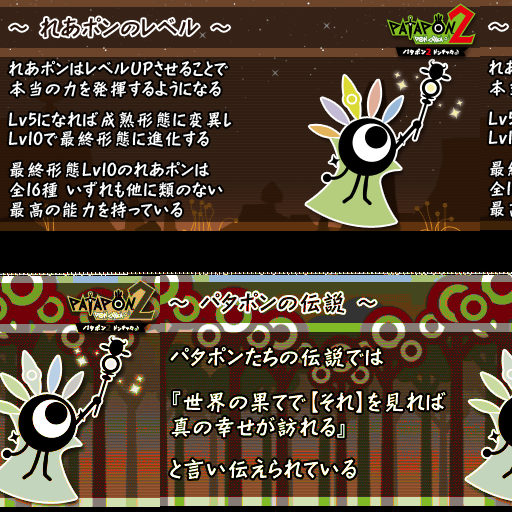 ～ れあポンのレベル ～
PATAPON 2
パタポン2 ドンチャカ♪
～
れあポンはレベルUPさせることで
本当の力を発揮するようになる
Lv5になれば成熟形態に変異し
Lv10で最終形態に進化する
最終形態Lv10のれあポンは
全16種 いずれも他に類のない
最高の能力を持っている
PATAPON 2
パタポン2 ドンチャカ♪
～ パタポンの伝説 ～
パタポンたちの伝説では
『世界の果てで【それ】を見れば
真の幸せが訪れる』
と言い伝えられている